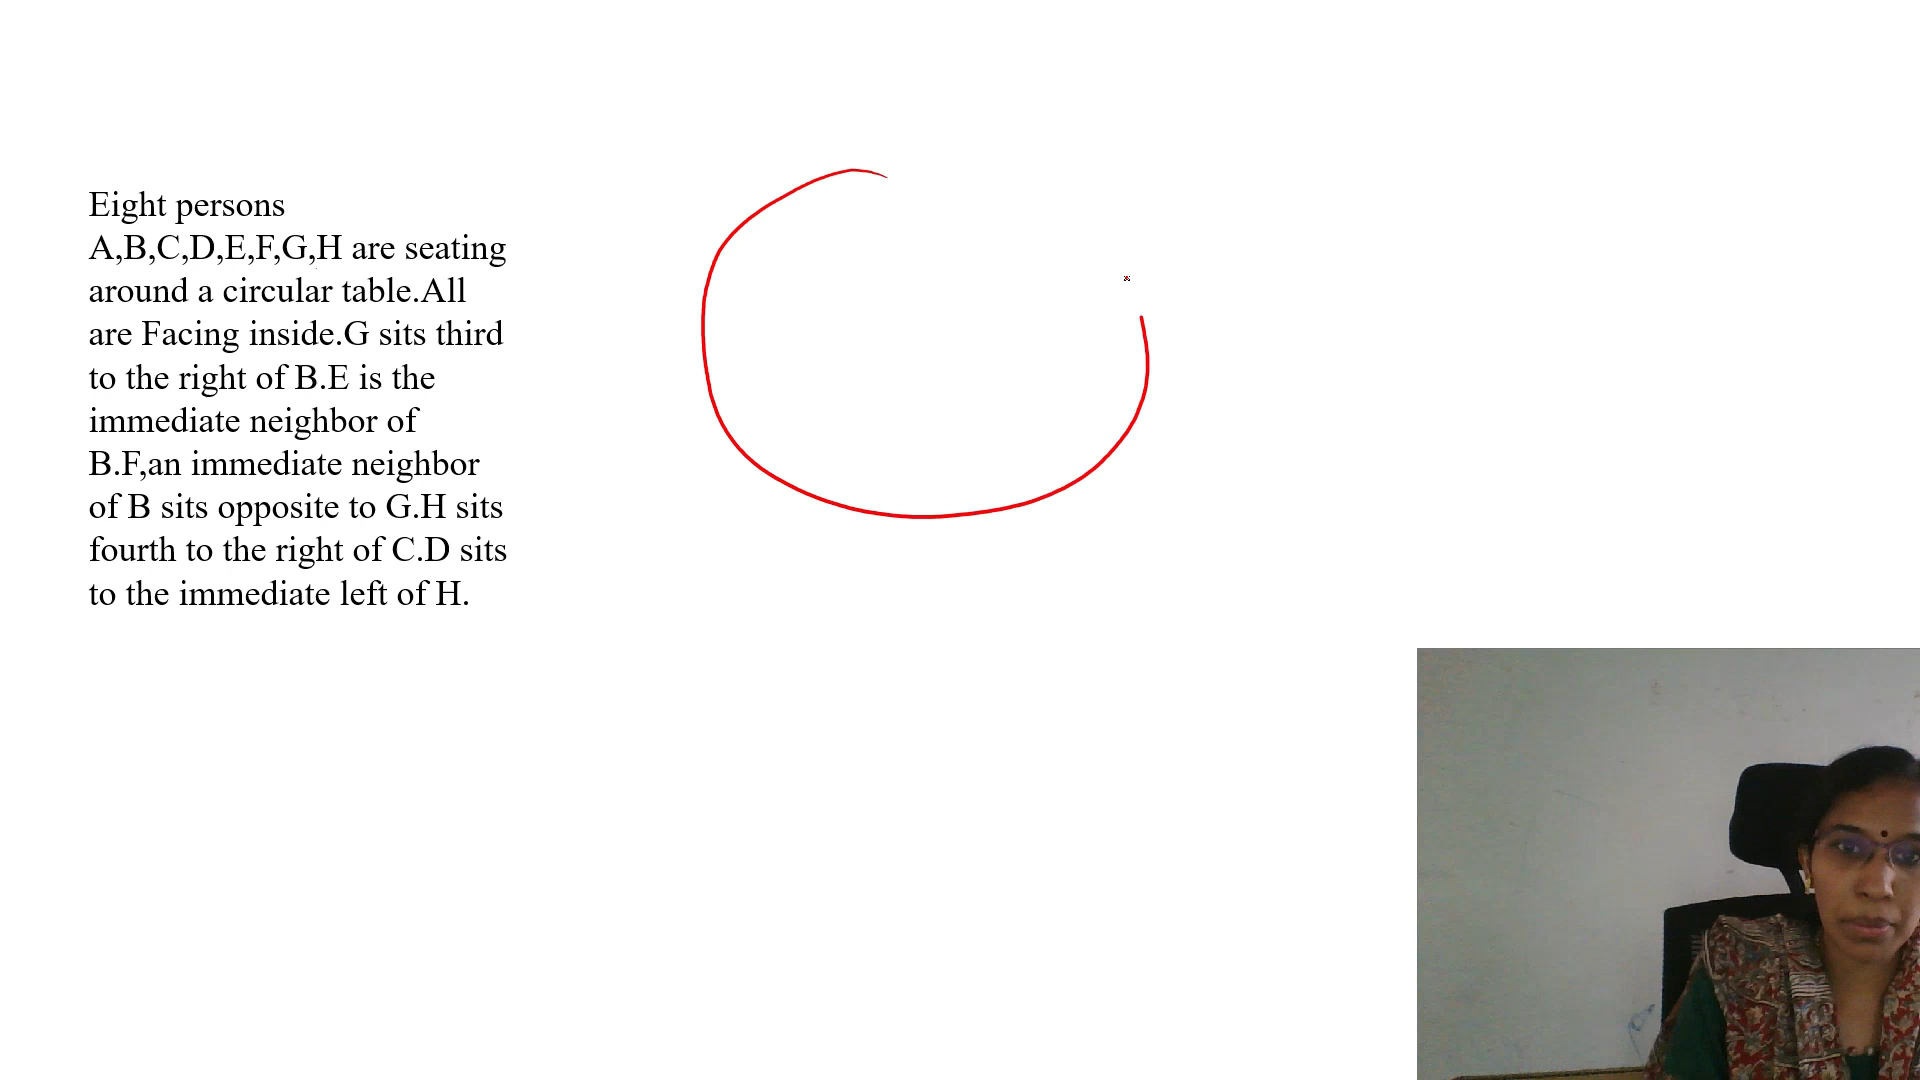 Eight persons
A,B,C,D,E,F,G,H are seating
around a circular table.All
are Facing inside.G sits third
to the right of B.E is the
immediate neighbor of
B.F,an immediate neighbor
of B sits opposite to G.H sits
fourth to the right of C.D sits
to the immediate left of H.